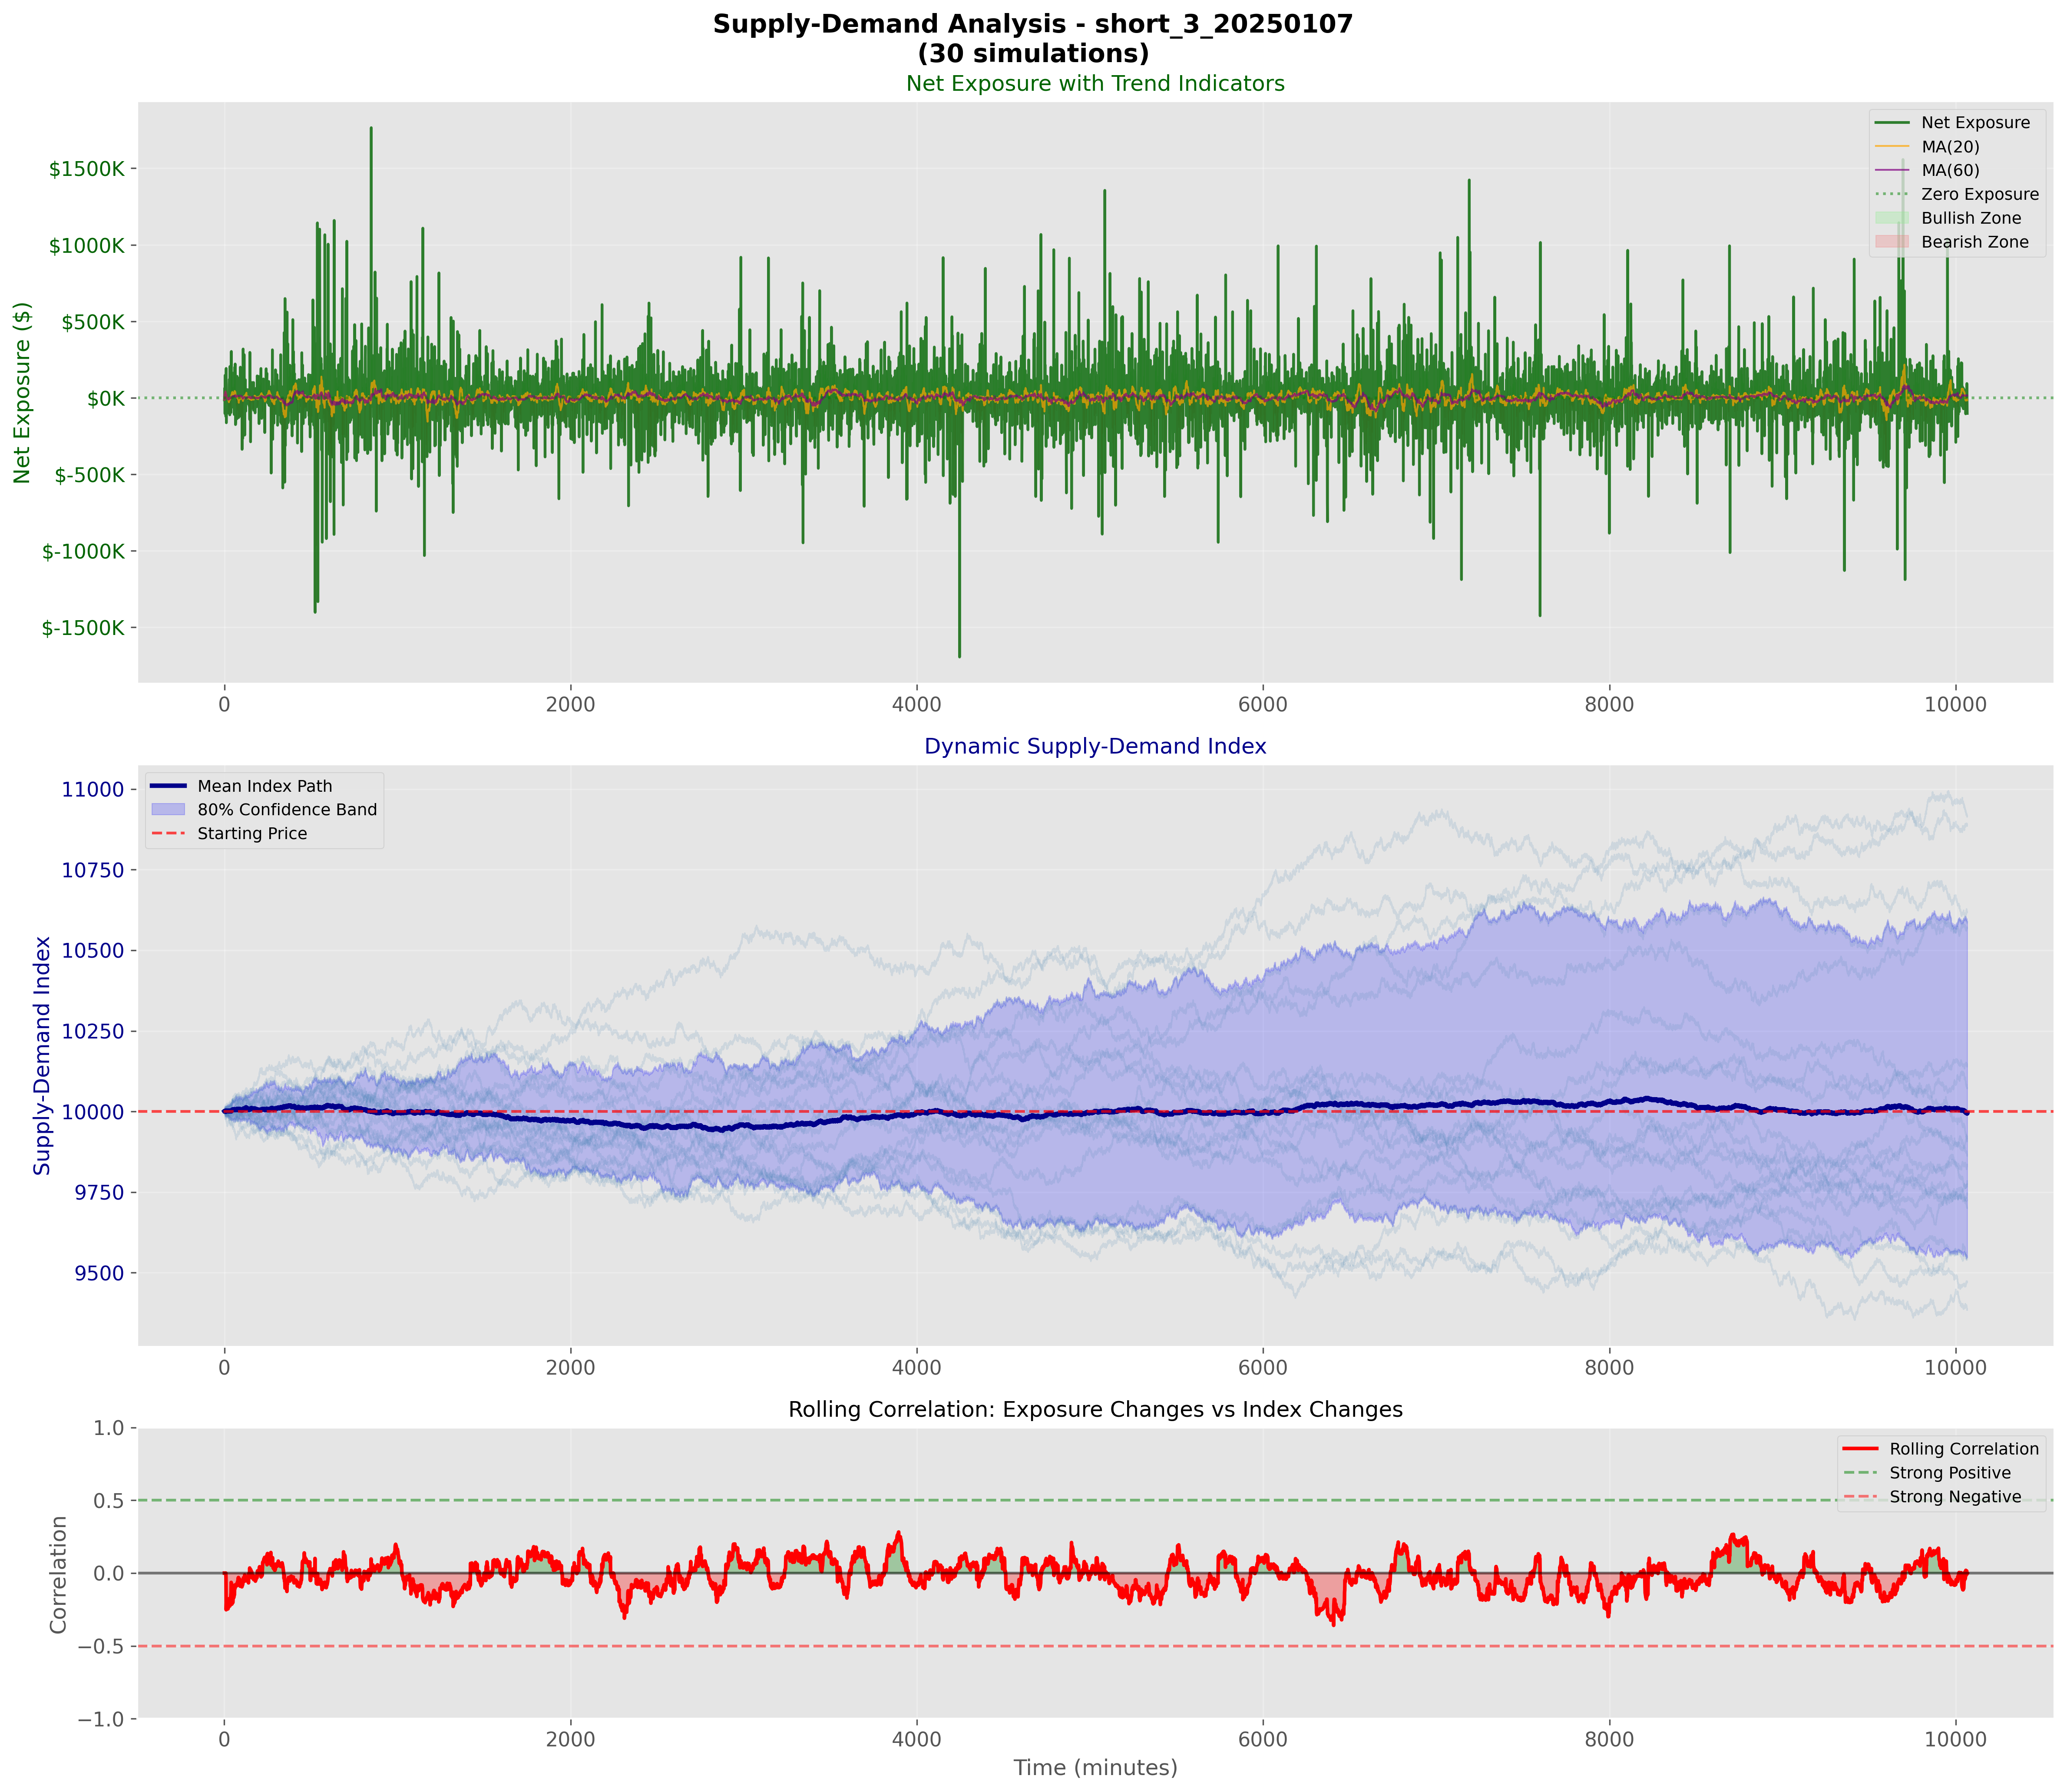 Supply-Demand Analysis - short_3_20250107
(30 simulations)
Net Exposure with Trend Indicators
Net Exposure ($)
$1500K
$1000K
$500K
$0K
$-500K
$-1000K
$-1500K
Net Exposure
MA(20)
MA(60)
Zero Exposure
Bullish Zone
Bearish Zone
0 2000 4000 6000 8000 10000
Dynamic Supply-Demand Index
Supply-Demand Index
11000
10750
10500
10250
10000
9750
9500
Mean Index Path
80% Confidence Band
Starting Price
0 2000 4000 6000 8000 10000
Rolling Correlation: Exposure Changes vs Index Changes
Correlation
1.0
0.5
0.0
−0.5
−1.0
Rolling Correlation
Strong Positive
Strong Negative
0 2000 4000 6000 8000 10000
Time (minutes)